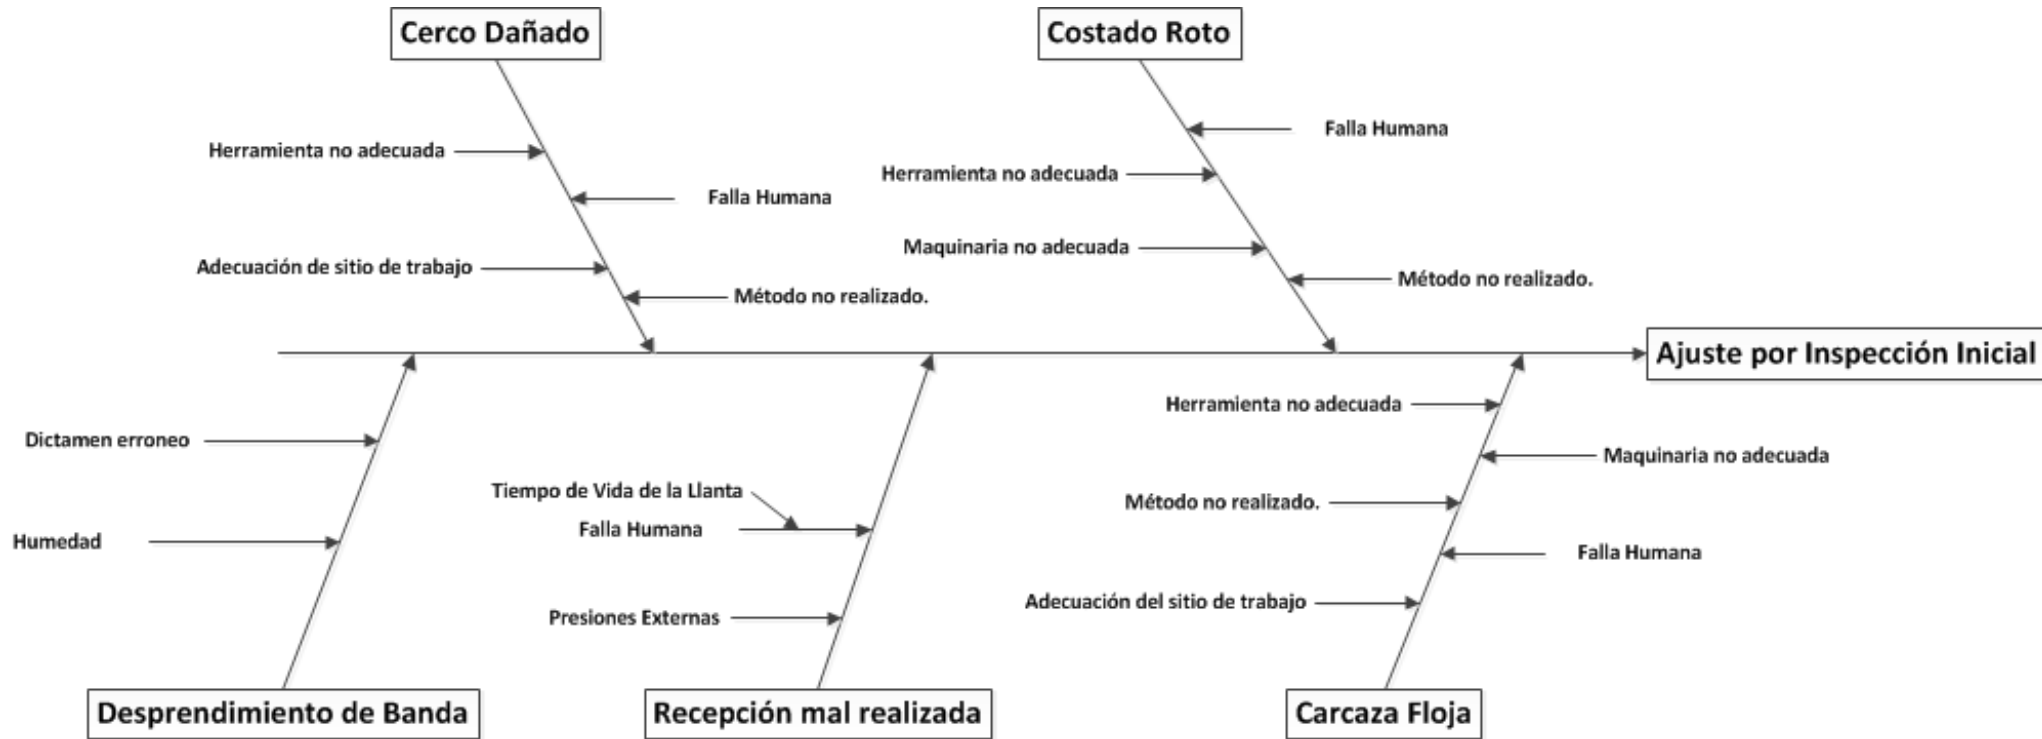 Cerco Dañado
Costado Roto
Falla Humana
Herramienta no adecuada
Herramienta no adecuada
Falla Humana
Maquinaria no adecuada
Adecuación de sitio de trabajo
Método no realizado.
Método no realizado.
Ajuste por Inspección Inicial
Herramienta no adecuada
Dictamen erroneo
Maquinaria no adecuada
Tiempo de Vida de la Llanta
Método no realizado.
Falla Humana
Humedad
Falla Humana
Adecuación del sitio de trabajo
Presiones Externas
Desprendimiento de Banda
Recepción mal realizada
Carcaza Floja